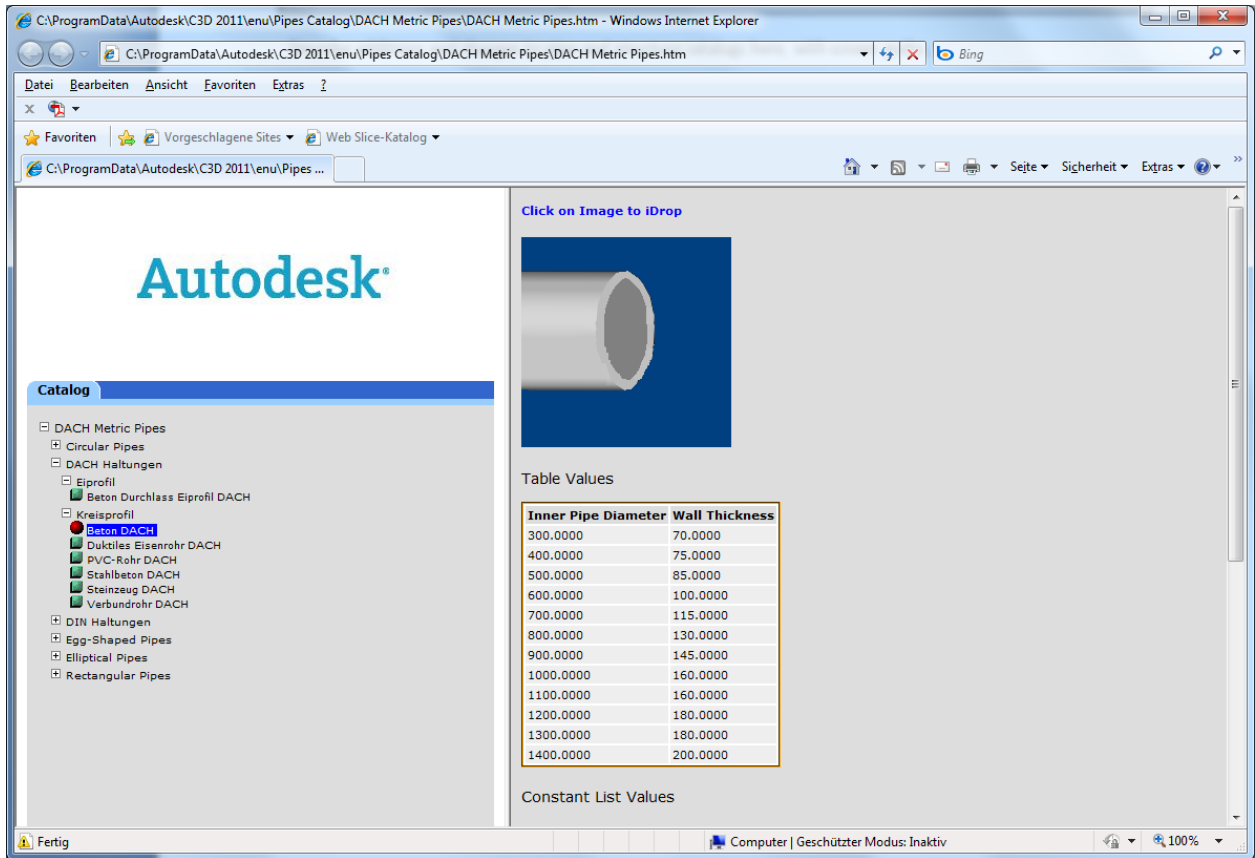 C:\ProgramData\Autodesk\C3D 2011\enu\Pipes Catalog\DACH Metric Pipes\DACH Metric Pipes.htm - Windows Internet Explorer
C:\ProgramData\Autodesk\C3D 2011\enu\Pipes Catalog\DACH Metric Pipes\DACH Metric Pipes.htm
Bing
Datei Bearbeiten Ansicht Favoriten Extras ?
x
Favoriten Vorgeschlagene Sites Web Slice-Katalog
C:\ProgramData\Autodesk\C3D 2011\enu\Pipes ...
Seite Sicherheit Extras »
Autodesk®
Catalog
DACH Metric Pipes
Circular Pipes
DACH Haltungen
Eiprofil
Beton Durchlass Eiprofil DACH
Kreisprofil
Beton DACH
Duktiles Eisenrohr DACH
PVC-Rohr DACH
Stahlbeton DACH
Steinzeug DACH
Verbundrohr DACH
DIN Haltungen
Egg-Shaped Pipes
Elliptical Pipes
Rectangular Pipes
Click on Image to iDrop
Table Values
Inner Pipe Diameter Wall Thickness
300.0000 70.0000
400.0000 75.0000
500.0000 85.0000
600.0000 100.0000
700.0000 115.0000
800.0000 130.0000
900.0000 145.0000
1000.0000 160.0000
1100.0000 160.0000
1200.0000 180.0000
1300.0000 180.0000
1400.0000 200.0000
Constant List Values
Fertig
Computer | Geschützter Modus: Inaktiv
100%